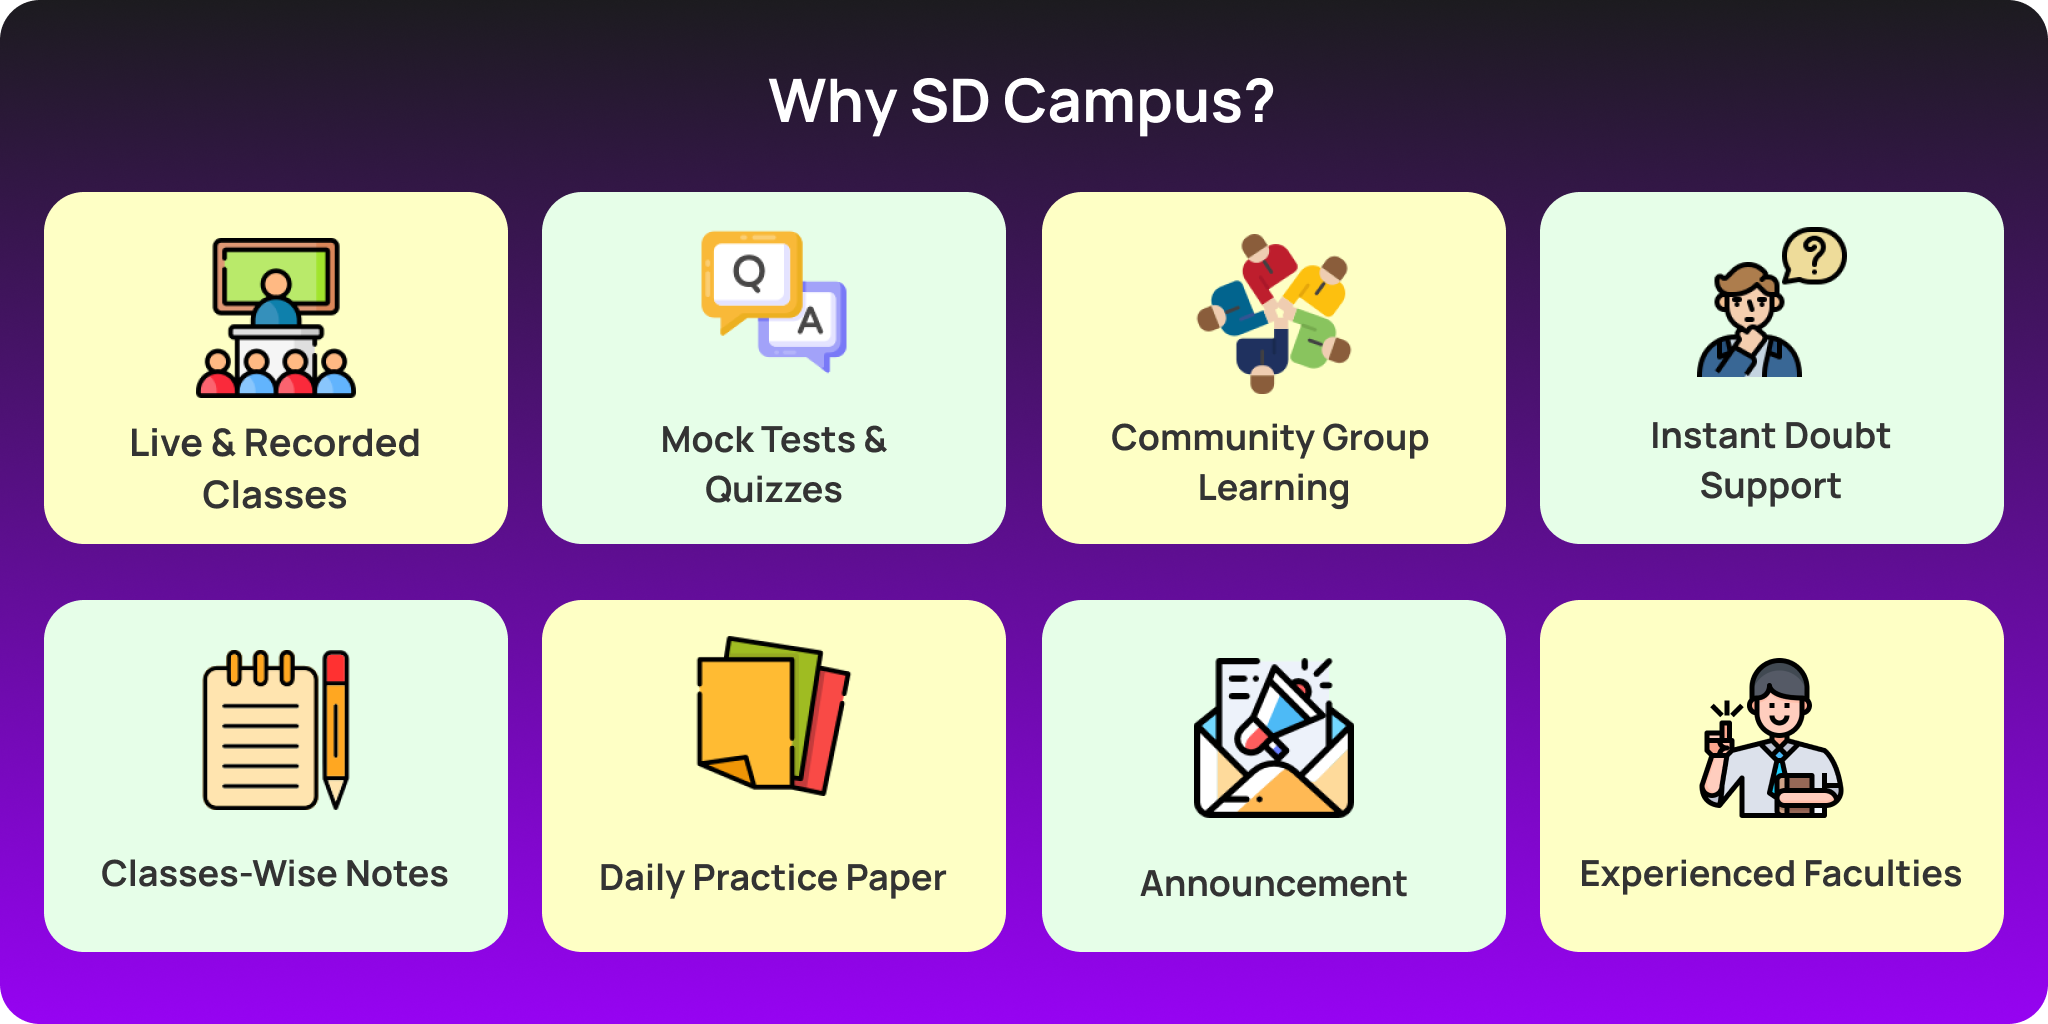 Why SD Campus?
Live & Recorded
Classes
Q
A
Mock Tests &
Quizzes
Community Group
Learning
?
Instant Doubt
Support
Classes-Wise Notes
Daily Practice Paper
Announcement
Experienced Faculties